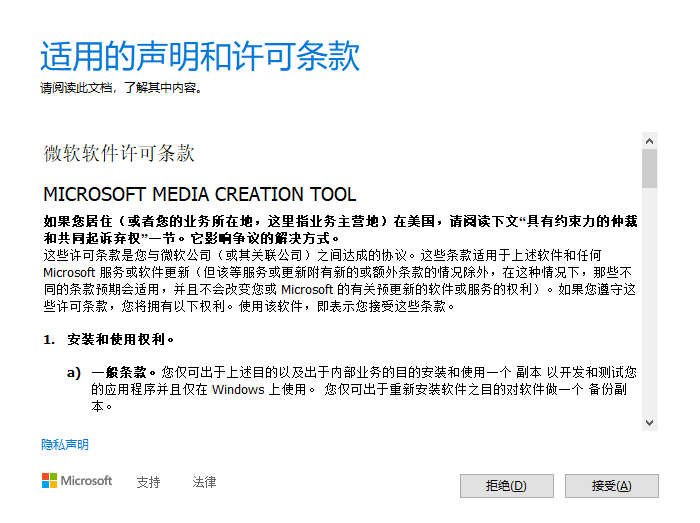 适用的声明和许可条款
请阅读此文档，了解其中内容。
微软软件许可条款
MICROSOFT MEDIA CREATION TOOL
如果您居住（或者您的业务所在地，这里指业务主营地）在美国，请阅读下文“具有约束力的仲裁
和共同起诉弃权”一节。它影响争议的解决方式。
这些许可条款是您与微软公司（或其关联公司）之间达成的协议。这些条款适用于上述软件和任何
Microsoft 服务或软件更新（但该等服务或更新附有新的或额外条款的情况除外，在这种情况下，那些不
同的条款预期会适用，并且不会改变您或 Microsoft 的有关预更新的软件或服务的权利）。如果您遵守这
些许可条款，您将拥有以下权利。使用该软件，即表示您接受这些条款。
1. 安装和使用权利。
a) 一般条款。您仅可出于上述目的以及出于内部业务的目的安装和使用一个 副本 以开发和测试您
的应用程序并且仅在 Windows 上使用。 您仅可出于重新安装软件之目的对软件做一个 备份副
本。
隐私声明
Microsoft 支持 法律 拒绝(D) 接受(A)